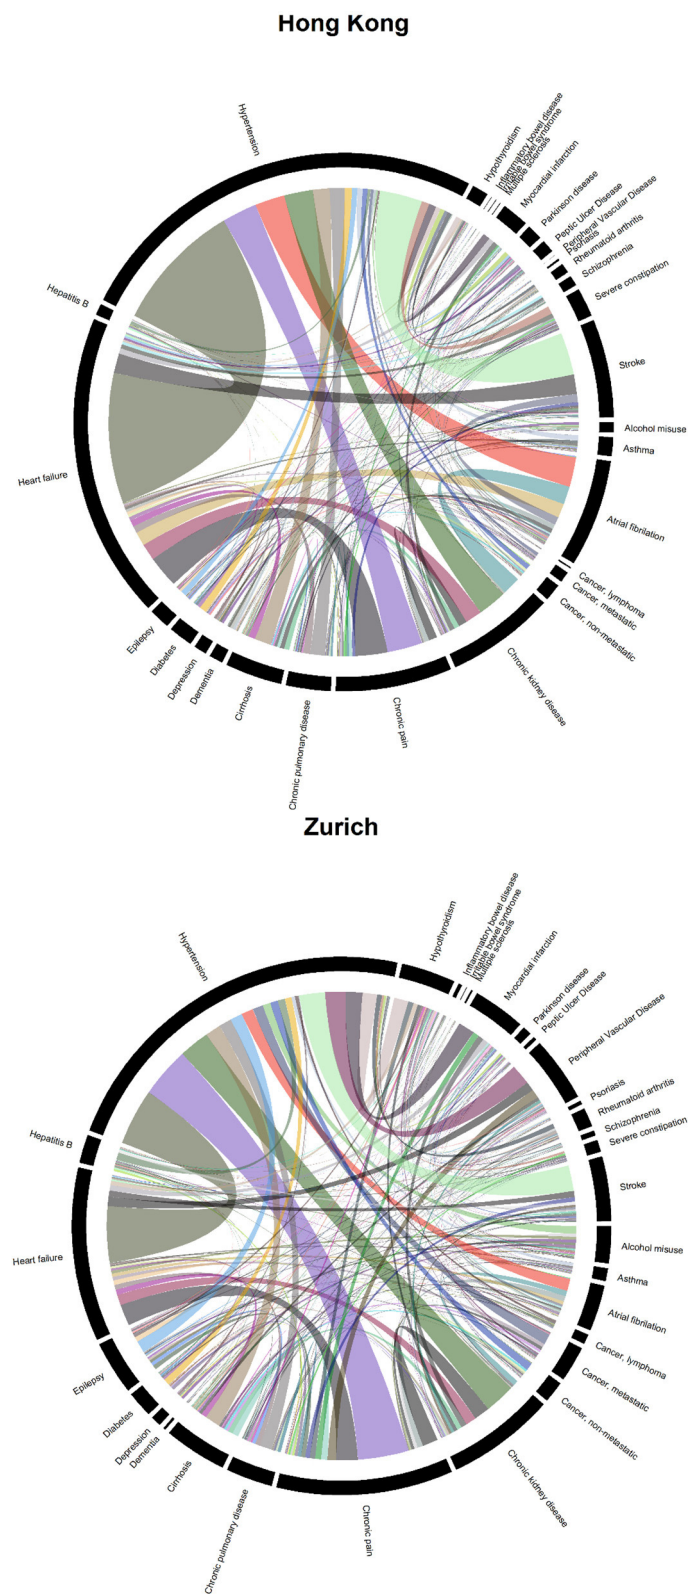 Hong Kong
Hypertension
Hypothyroidism
Inflammatory bowel disease
Irritable bowel syndrome
Multiple sclerosis
Myocardial infarction
Parkinson disease
Peptic Ulcer Disease
Peripheral Vascular Disease
Psoriasis
Rheumatoid arthritis
Schizophrenia
Severe constipation
Stroke
Alcohol misuse
Asthma
Atrial fibrilation
Cancer, lymphoma
Cancer, metastatic
Cancer, non-metastatic
Chronic kidney disease
Chronic pain
Chronic pulmonary disease
Cirrhosis
Dementia
Depression
Diabetes
Epilepsy
Heart failure
Hepatitis B
Zurich
Hypertension
Hypothyroidism
Inflammatory bowel disease
Irritable bowel syndrome
Multiple sclerosis
Myocardial infarction
Parkinson disease
Peptic Ulcer Disease
Peripheral Vascular Disease
Psoriasis
Rheumatoid arthritis
Schizophrenia
Severe constipation
Stroke
Alcohol misuse
Asthma
Atrial fibrilation
Cancer, lymphoma
Cancer, metastatic
Cancer, non-metastatic
Chronic kidney disease
Chronic pain
Chronic pulmonary disease
Cirrhosis
Dementia
Depression
Diabetes
Epilepsy
Heart failure
Hepatitis B